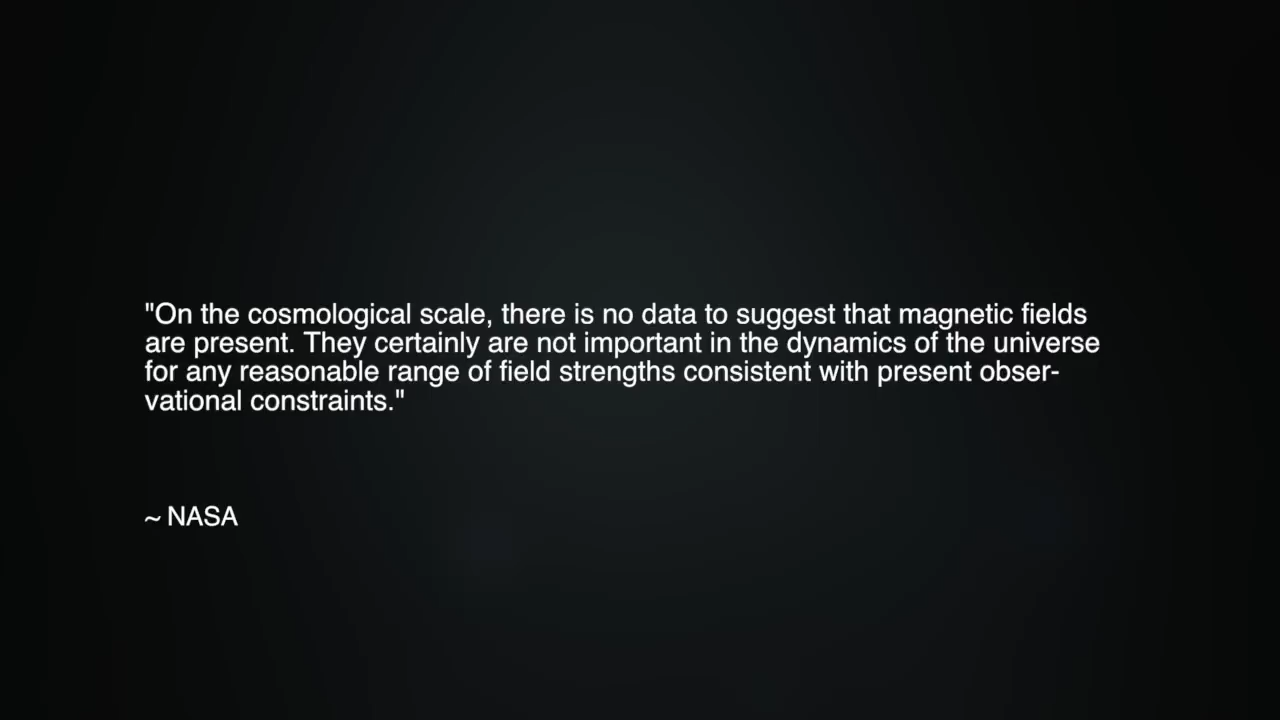 "On the cosmological scale, there is no data to suggest that magnetic fields
are present. They certainly are not important in the dynamics of the universe
for any reasonable range of field strengths consistent with present obser-
vational constraints."
~ NASA